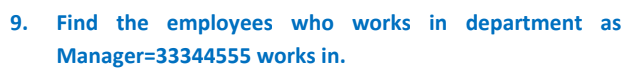 9. Find the employees who works in department as
Manager=33344555 works in.